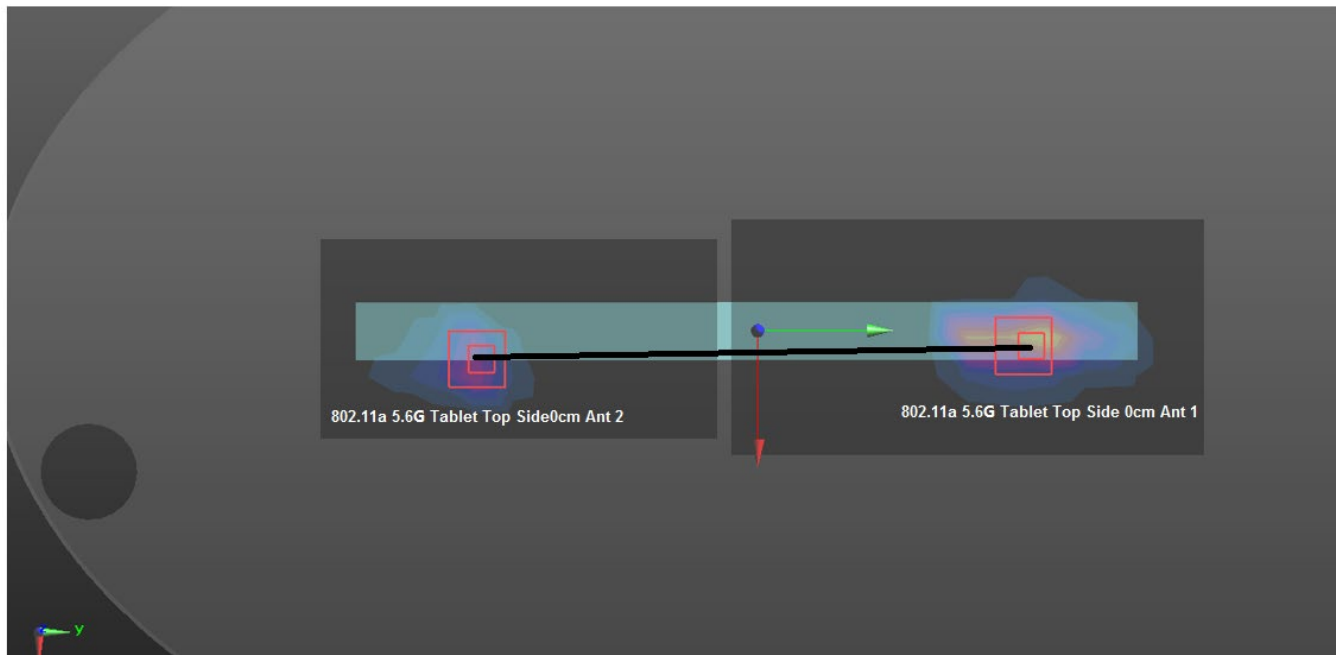 802.11a 5.6G Tablet Top Side0cm Ant 2
802.11a 5.6G Tablet Top Side 0cm Ant 1
y